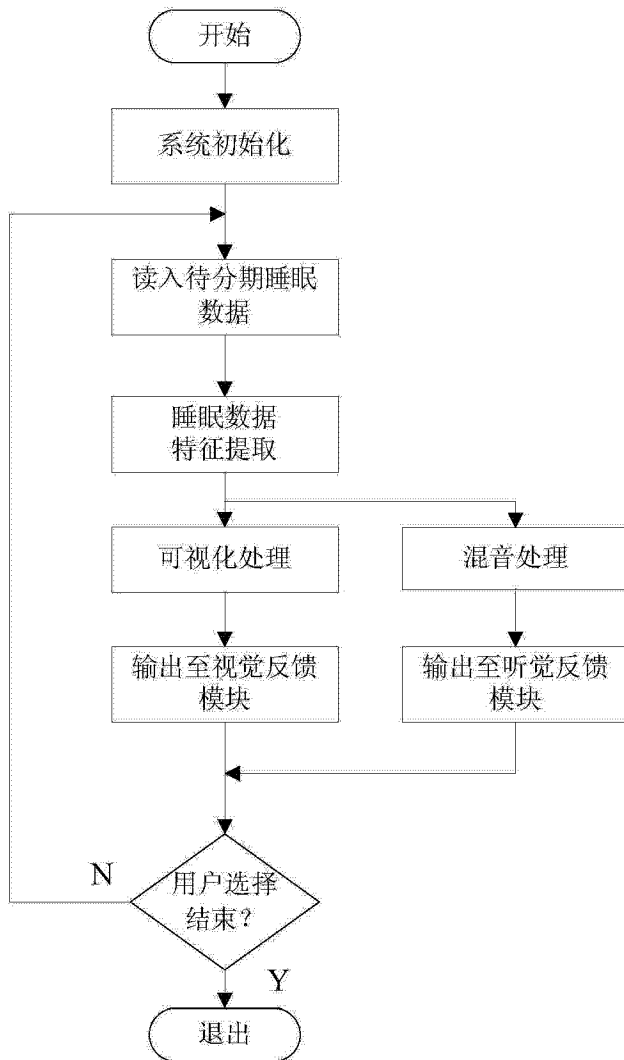 开始
系统初始化
读入待分期睡眠
数据
睡眠数据
特征提取
可视化处理
混音处理
输出至视觉反馈
模块
输出至听觉反馈
模块
N
用户选择
结束?
Y
退出